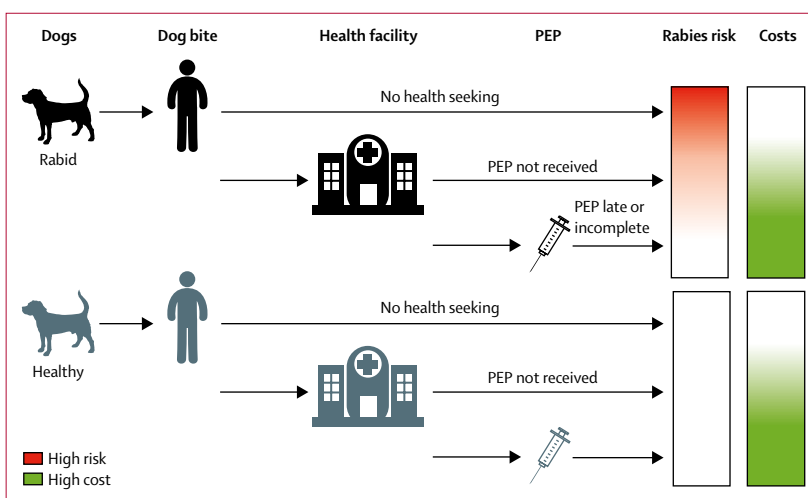 Dogs Dog bite Health facility PEP Rabies risk Costs
No health seeking
Rabid
PEP not received
PEP late or
incomplete
No health seeking
Healthy
PEP not received
High risk
High cost